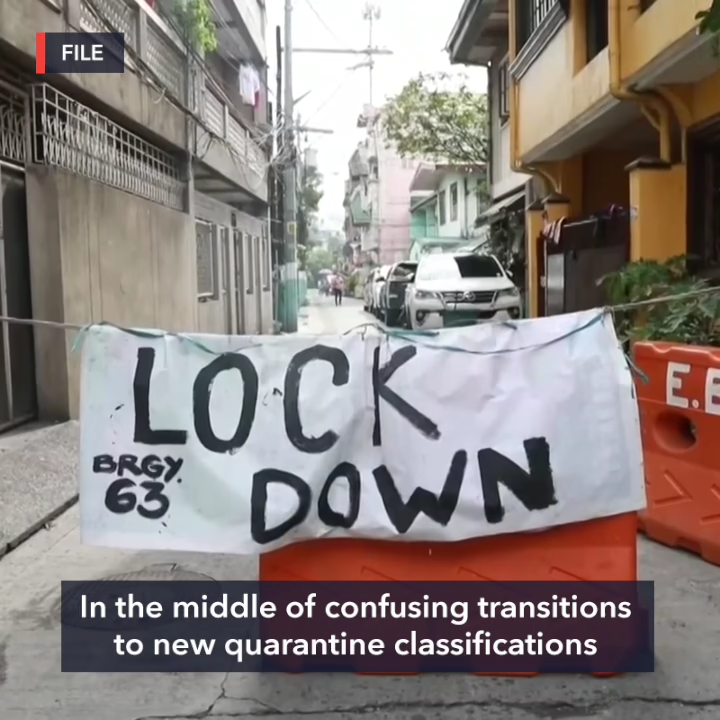 FILE
LOCK
DOWN
BRGY.
63
E.B
In the middle of confusing transitions
to new quarantine classifications